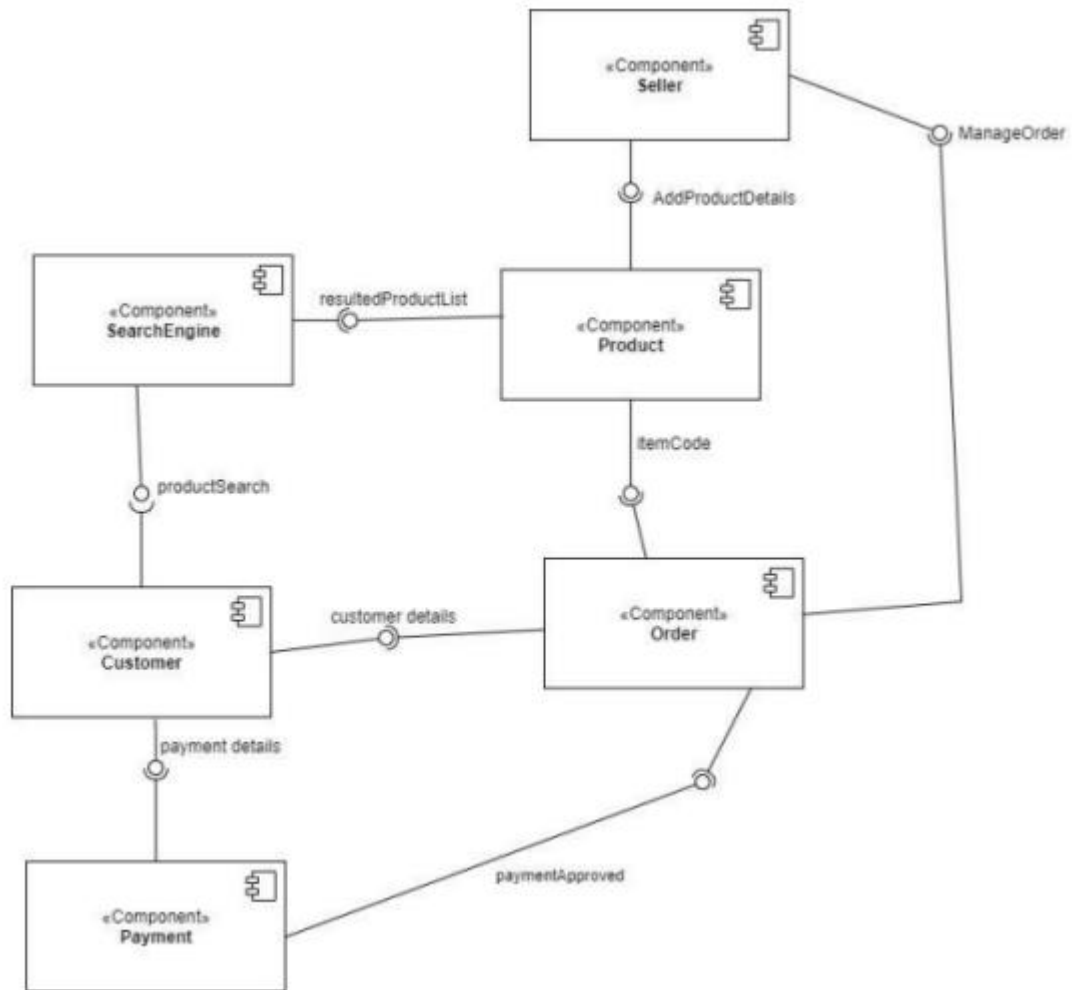 «Component»
Seller
ManageOrder
AddProductDetails
«Component»
SearchEngine
resultedProductList
«Component»
Product
itemCode
productSearch
«Component»
Customer
customer details
«Component»
Order
payment details
paymentApproved
«Component»
Payment